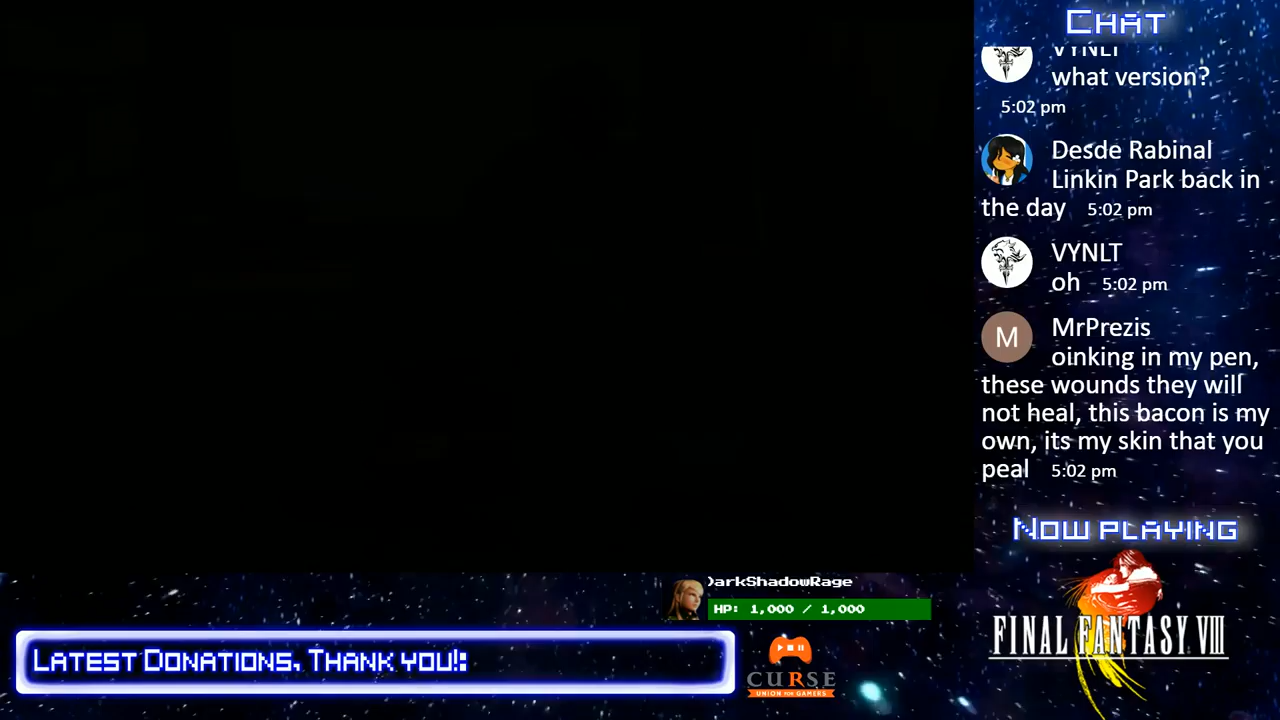 CHAT
VYNLT
what version?
5:02 pm
Desde Rabinal
Linkin Park back in
the day 5:02 pm
VYNLT
oh 5:02 pm
M
MrPrezis
oinking in my pen,
these wounds they will
not heal, this bacon is my
own, its my skin that you
peal 5:02 pm
NOW PLAYING
FINAL FANTASY VIII
arkShadowRage
HP: 1,000 / 1,000
LATEST DONATIONS, THANK YOU!:
CURSE
UNION FOR GAMERS